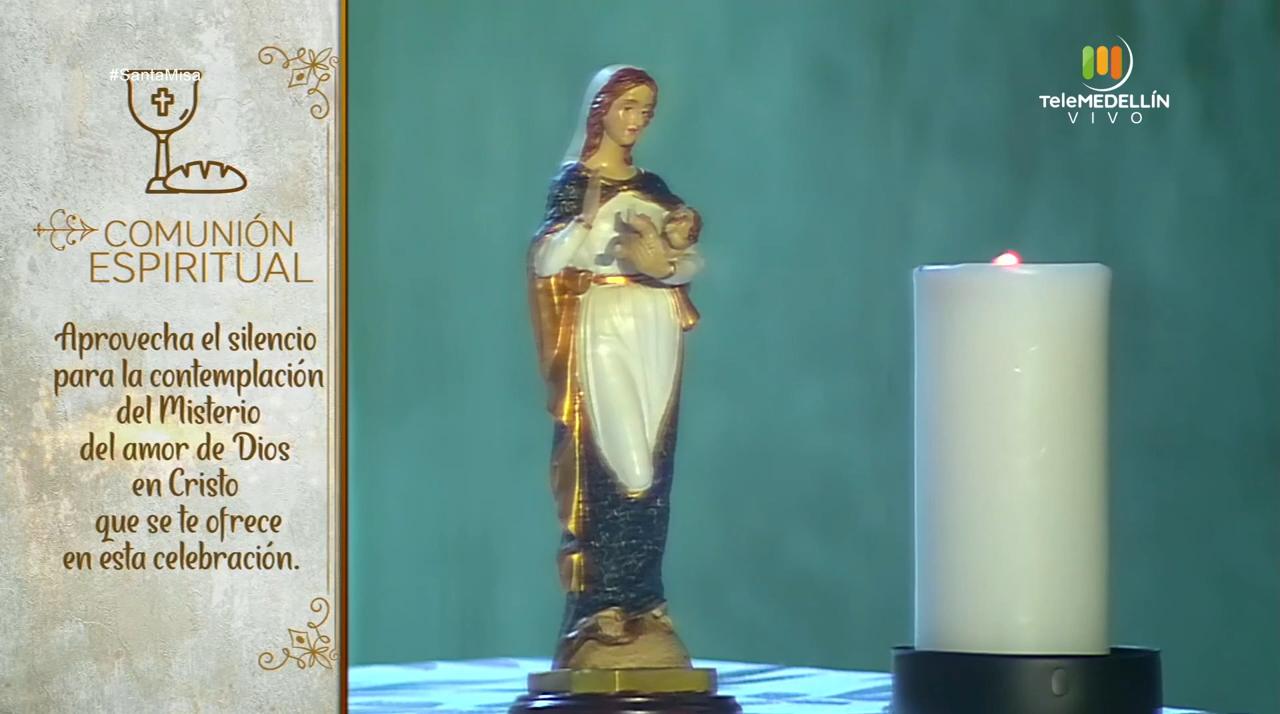 #SantaMisa
COMUNIÓN
ESPIRITUAL
Aprovecha el silencio
para la contemplación
del Misterio
del amor de Dios
en Cristo
que se te ofrece
en esta celebración.
TeleMEDELLÍN
VIVO